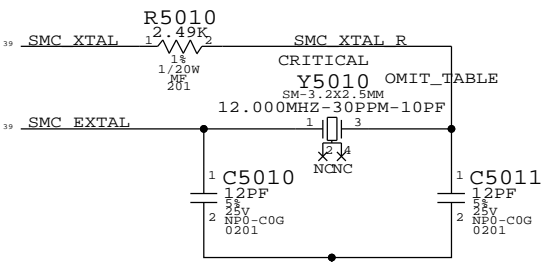 R5010
2.49K
39 SMC_XTAL 1 2 SMC_XTAL_R
1%
1/20W
MF
201
CRITICAL
Y5010 OMIT_TABLE
SM-3.2X2.5MM
12.000MHZ-30PPM-10PF
39 SMC_EXTAL 1 3
2 4
NC NC
1 C5010 1 C5011
12PF 12PF
5% 5%
2 25V 2 25V
NP0-C0G NP0-C0G
0201 0201